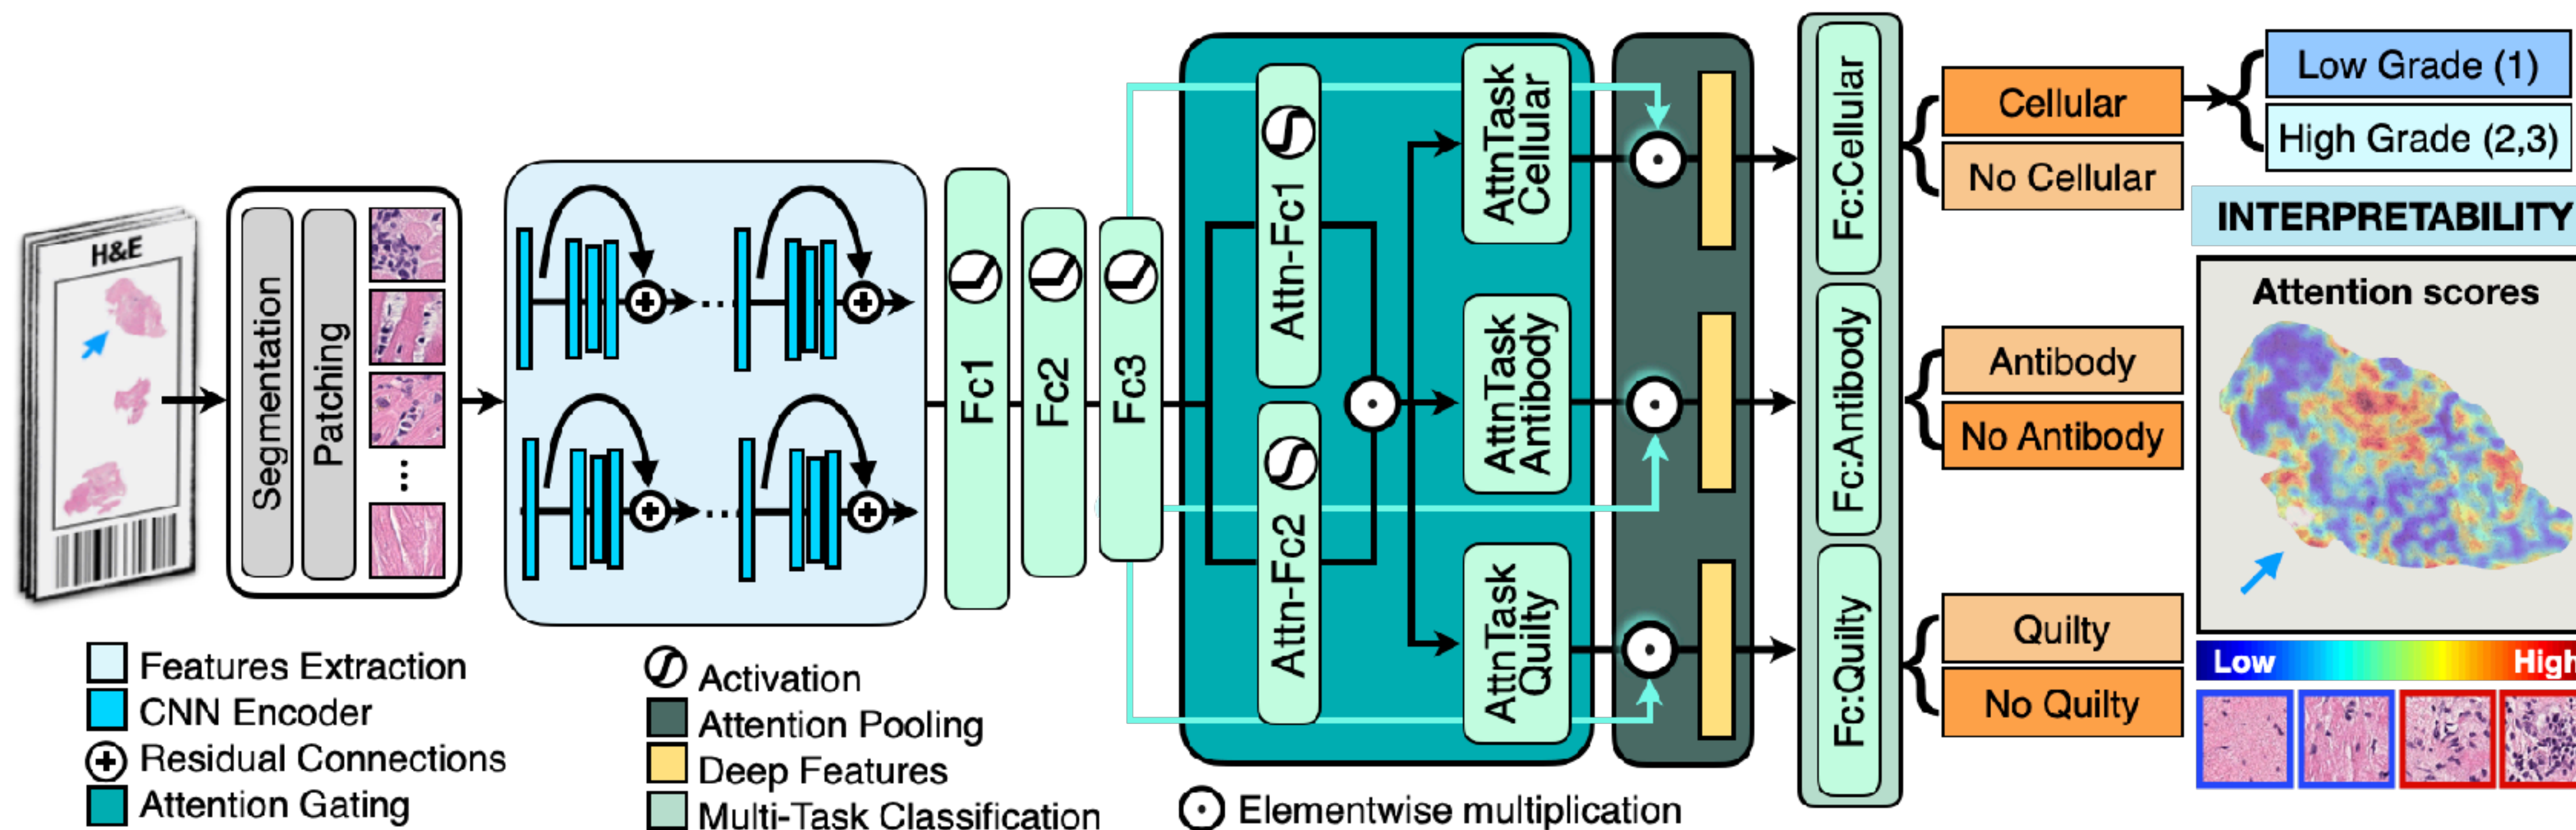 H&E
Segmentation
Patching
Fc1
Fc2
Fc3
Attn-Fc1
Attn-Fc2
AttnTask
Cellular
AttnTask
Antibody
AttnTask
Quilty
Fc:Cellular
Fc:Antibody
Fc:Quilty
Cellular
No Cellular
Low Grade (1)
High Grade (2,3)
Antibody
No Antibody
Quilty
No Quilty
INTERPRETABILITY
Attention scores
Low
High
Features Extraction
CNN Encoder
Residual Connections
Attention Gating
Activation
Attention Pooling
Deep Features
Multi-Task Classification
Elementwise multiplication